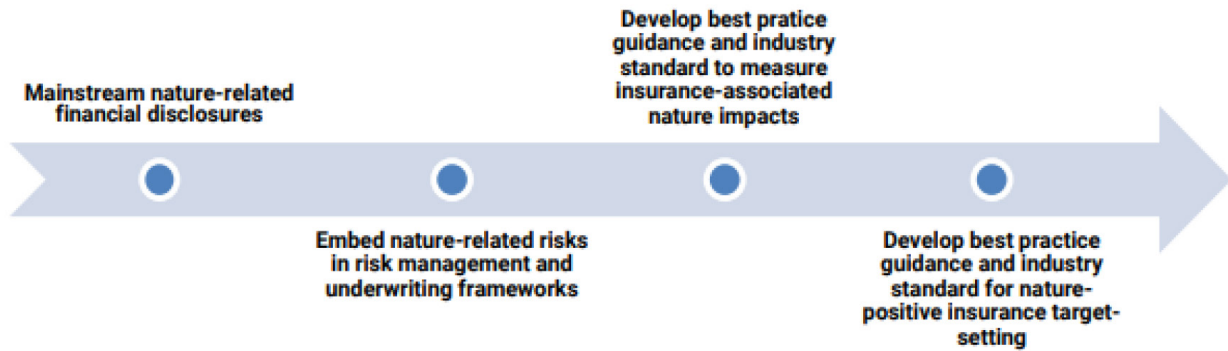 Mainstream nature-related
financial disclosures
Embed nature-related risks
in risk management and
underwriting frameworks
Develop best pratice
guidance and industry
standard to measure
insurance-associated
nature impacts
Develop best practice
guidance and industry
standard for nature-
positive insurance target-
setting